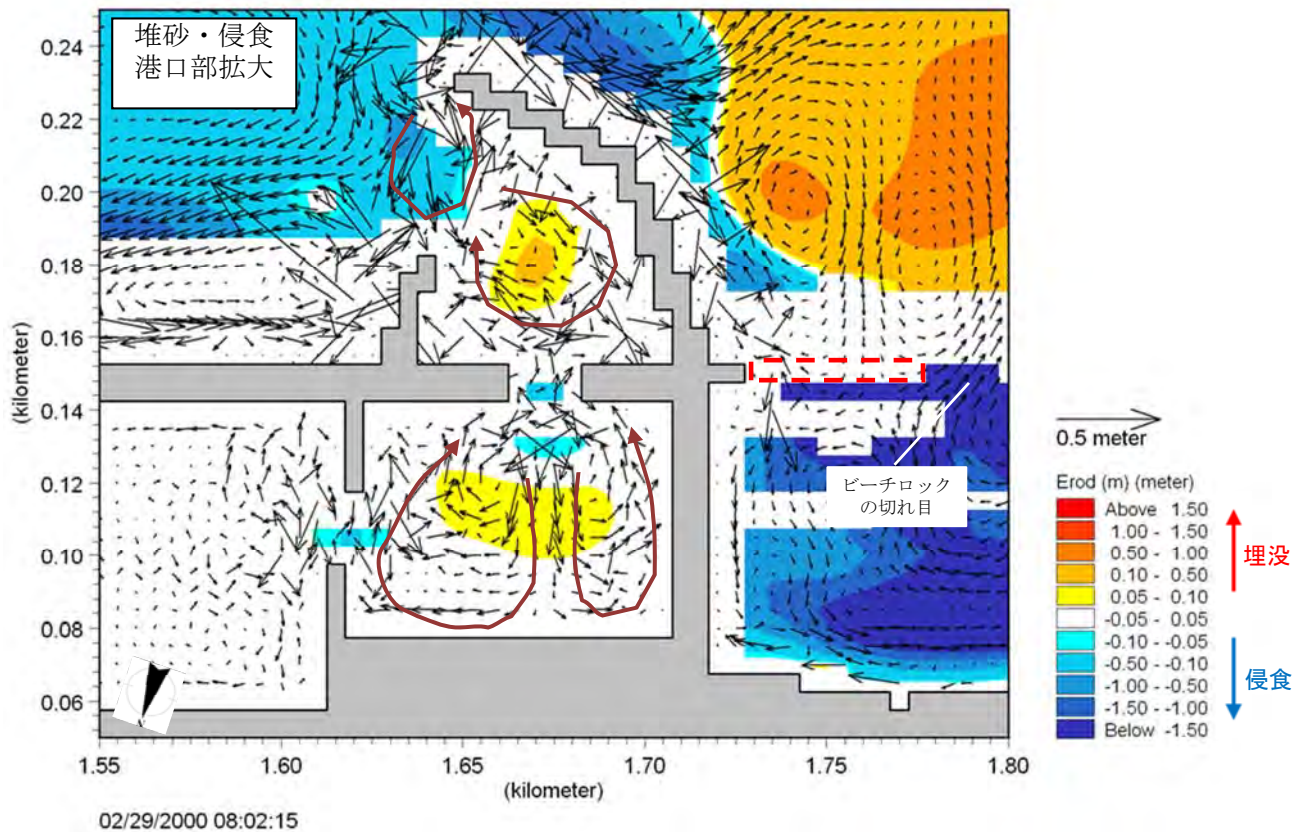 堆砂・侵食
港口部拡大
0.24
0.22
0.20
0.18
0.16
0.14
0.12
0.10
0.08
0.06
(kilometer)
ビーチロック
の切れ目
1.55
1.60
1.65
1.70
1.75
1.80
(kilometer)
02/29/2000 08:02:15
0.5 meter
Erod (m) (meter)
Above 1.50
1.00 - 1.50
0.50 - 1.00
0.10 - 0.50
0.05 - 0.10
-0.05 - 0.05
-0.10 - -0.05
-0.50 - -0.10
-1.00 - -0.50
-1.50 - -1.00
Below -1.50
埋没
侵食